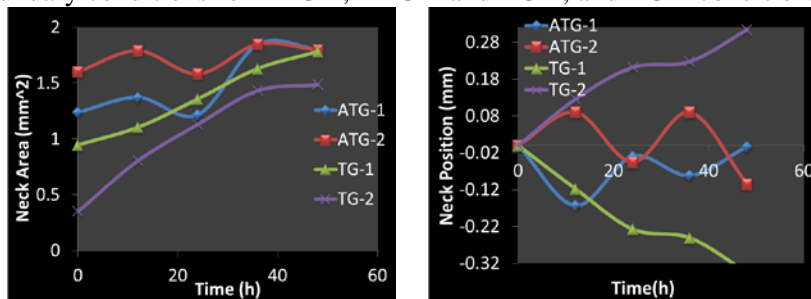 2
1.5
1
0.5
0
0
20
40
60
Neck Area (mm^2)
Time (h)
ATG-1
ATG-2
TG-1
TG-2
0.28
0.18
0.08
-0.02
-0.12
-0.22
-0.32
0
20
40
60
Neck Position (mm)
Time(h)
ATG-1
ATG-2
TG-1
TG-2